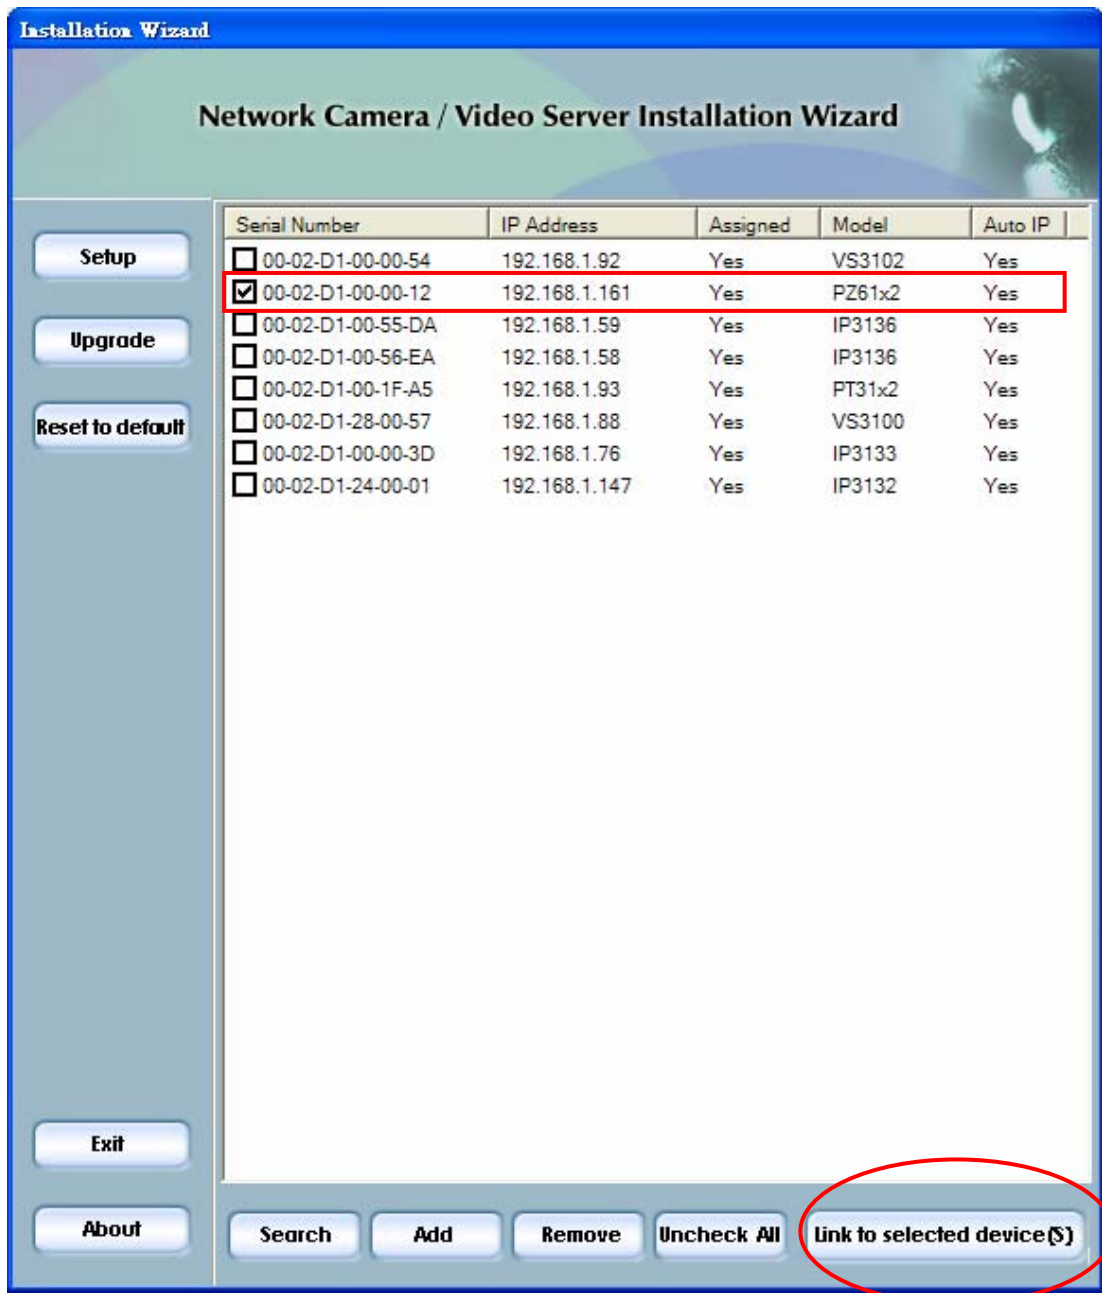 Installation Wizard
Network Camera / Video Server Installation Wizard
Setup
Upgrade
Reset to default
Exit
About
Serial Number IP Address Assigned Model Auto IP
00-02-D1-00-00-54 192.168.1.92 Yes VS3102 Yes
00-02-D1-00-00-12 192.168.1.161 Yes PZ61x2 Yes
00-02-D1-00-55-DA 192.168.1.59 Yes IP3136 Yes
00-02-D1-00-56-EA 192.168.1.58 Yes IP3136 Yes
00-02-D1-00-1F-A5 192.168.1.93 Yes PT31x2 Yes
00-02-D1-28-00-57 192.168.1.88 Yes VS3100 Yes
00-02-D1-00-00-3D 192.168.1.76 Yes IP3133 Yes
00-02-D1-24-00-01 192.168.1.147 Yes IP3132 Yes
Search Add Remove Uncheck All Link to selected device(S)